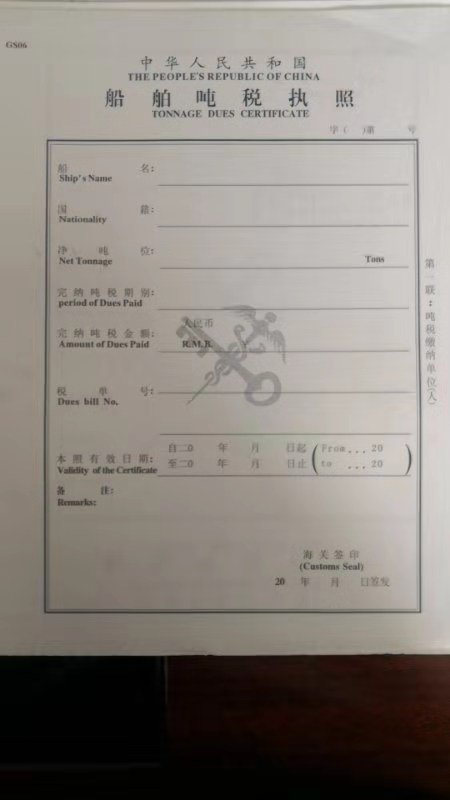 GS06
中华人民共和国
THE PEOPLE'S REPUBLIC OF CHINA
船舶吨税执照
TONNAGE DUES CERTIFICATE
字( )第 号
船 名:
Ship's Name
国 籍:
Nationality
净 吨 位:
Net Tonnage Tons
完纳吨税期别:
period of Dues Paid
完纳吨税金额: 人民币
Amount of Dues Paid R.M.B.
税 单 号:
Dues bill No.
本照有效日期: 自二0 年 月 日起 (From ... 20 )
Validity of the Certificate 至二0 年 月 日止 (to ... 20 )
备 注:
Remarks:
海关签印
(Customs Seal)
20 年 月 日签发
第一联:吨税缴纳单位(人)